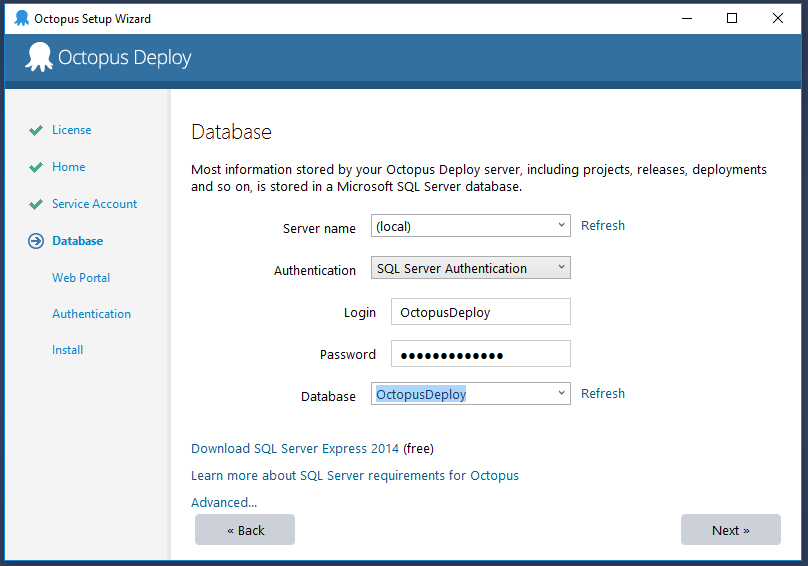 Octopus Setup Wizard
Octopus Deploy
License
Home
Service Account
Database
Web Portal
Authentication
Install
Database
Most information stored by your Octopus Deploy server, including projects, releases, deployments
and so on, is stored in a Microsoft SQL Server database.
Server name (local) Refresh
Authentication SQL Server Authentication
Login OctopusDeploy
Password ●●●●●●●●●●●●●
Database OctopusDeploy Refresh
Download SQL Server Express 2014 (free)
Learn more about SQL Server requirements for Octopus
Advanced...
« Back Next »